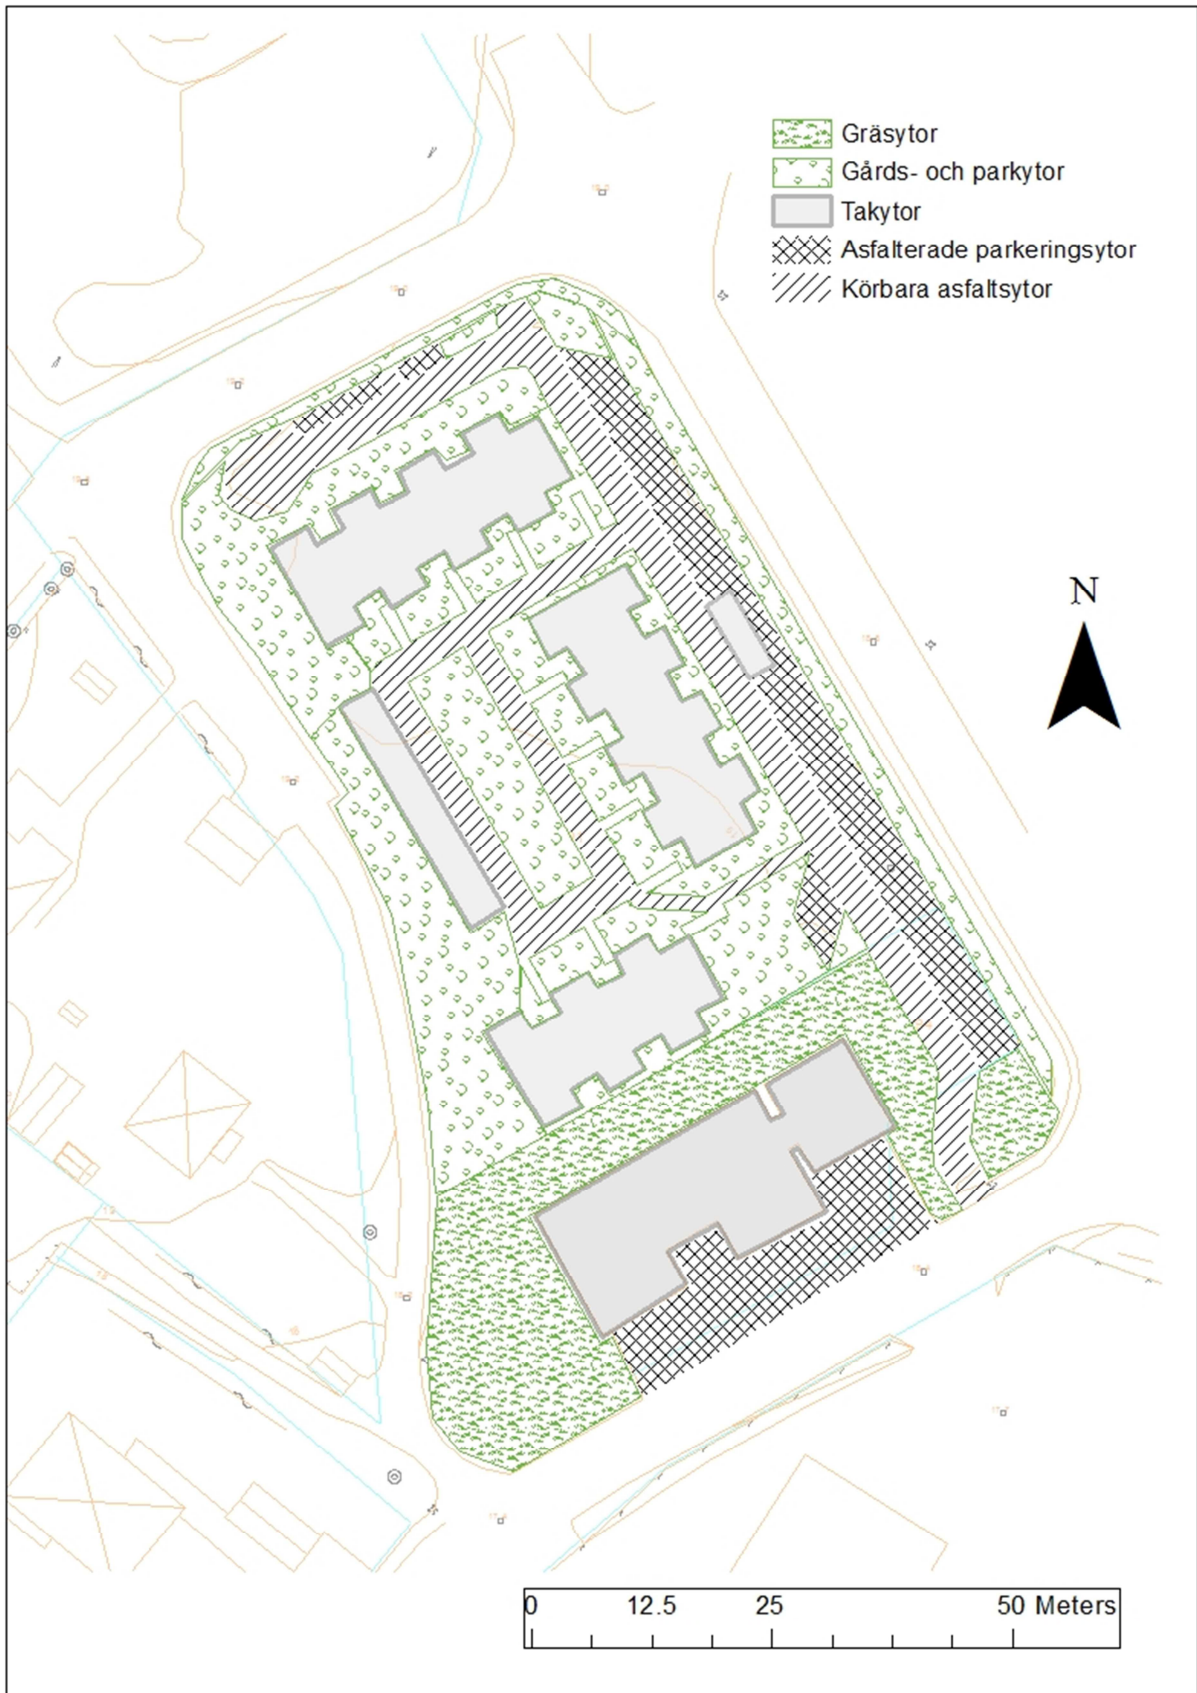 Gräsytor
Gårds- och parkytor
Takytor
Asfalterade parkeringsytor
Körbara asfaltsytor
N
0 12.5 25 50 Meters